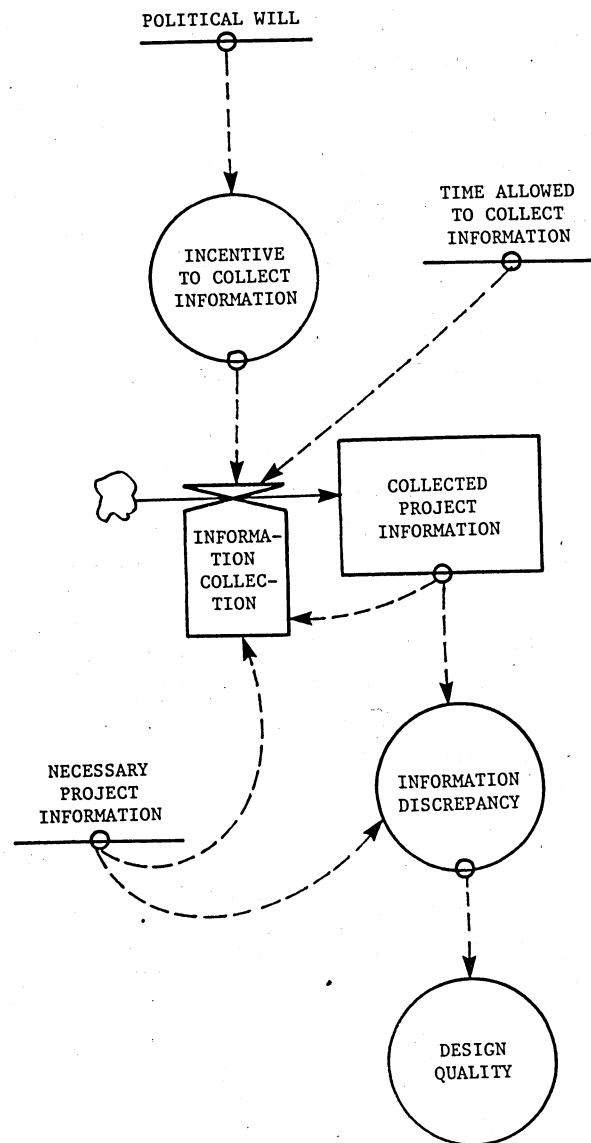 POLITICAL WILL
TIME ALLOWED
TO COLLECT
INFORMATION
INCENTIVE
TO COLLECT
INFORMATION
COLLECTED
PROJECT
INFORMATION
INFORMA-
TION
COLLEC-
TION
NECESSARY
PROJECT
INFORMATION
INFORMATION
DISCREPANCY
DESIGN
QUALITY